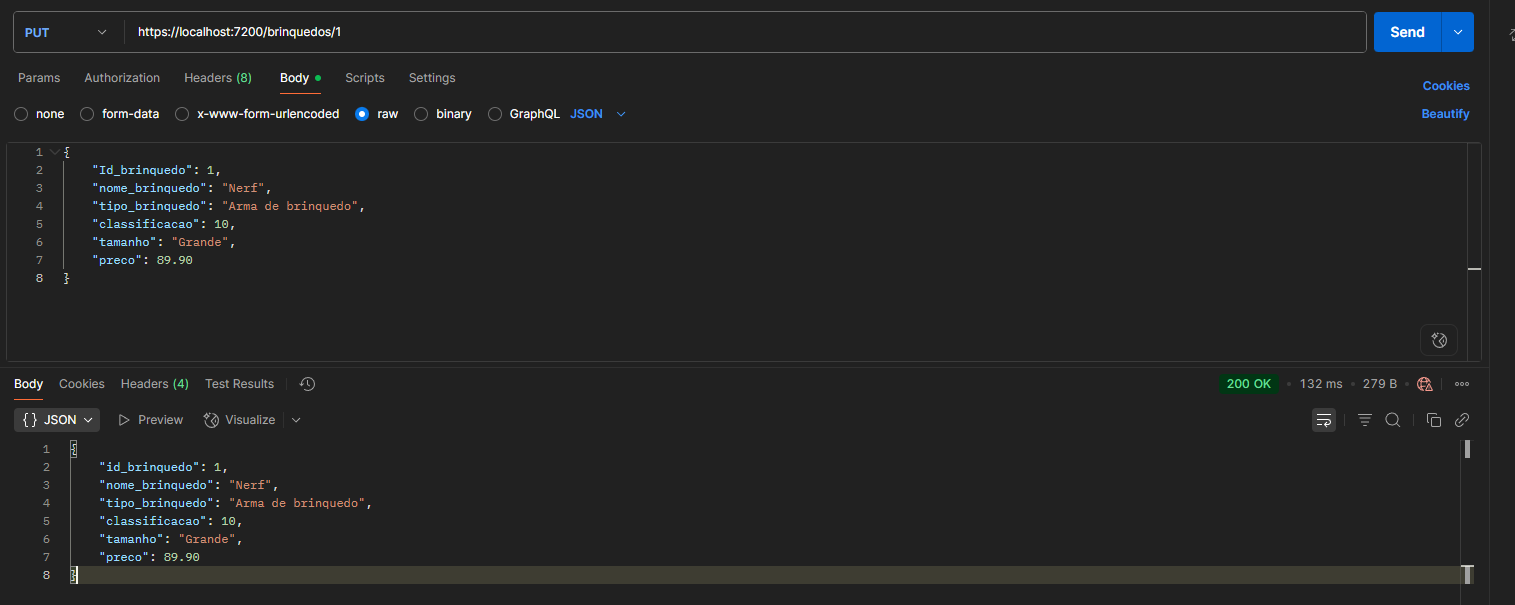 PUT https://localhost:7200/brinquedos/1 Send
Params Authorization Headers (8) Body Scripts Settings Cookies
none form-data x-www-form-urlencoded raw binary GraphQL JSON Beautify
1 {
2 "Id_brinquedo": 1,
3 "nome_brinquedo": "Nerf",
4 "tipo_brinquedo": "Arma de brinquedo",
5 "classificacao": 10,
6 "tamanho": "Grande",
7 "preco": 89.90
8 }
Body Cookies Headers (4) Test Results 200 OK • 132 ms • 279 B
{} JSON Preview Visualize
1 {
2 "id_brinquedo": 1,
3 "nome_brinquedo": "Nerf",
4 "tipo_brinquedo": "Arma de brinquedo",
5 "classificacao": 10,
6 "tamanho": "Grande",
7 "preco": 89.90
8 }